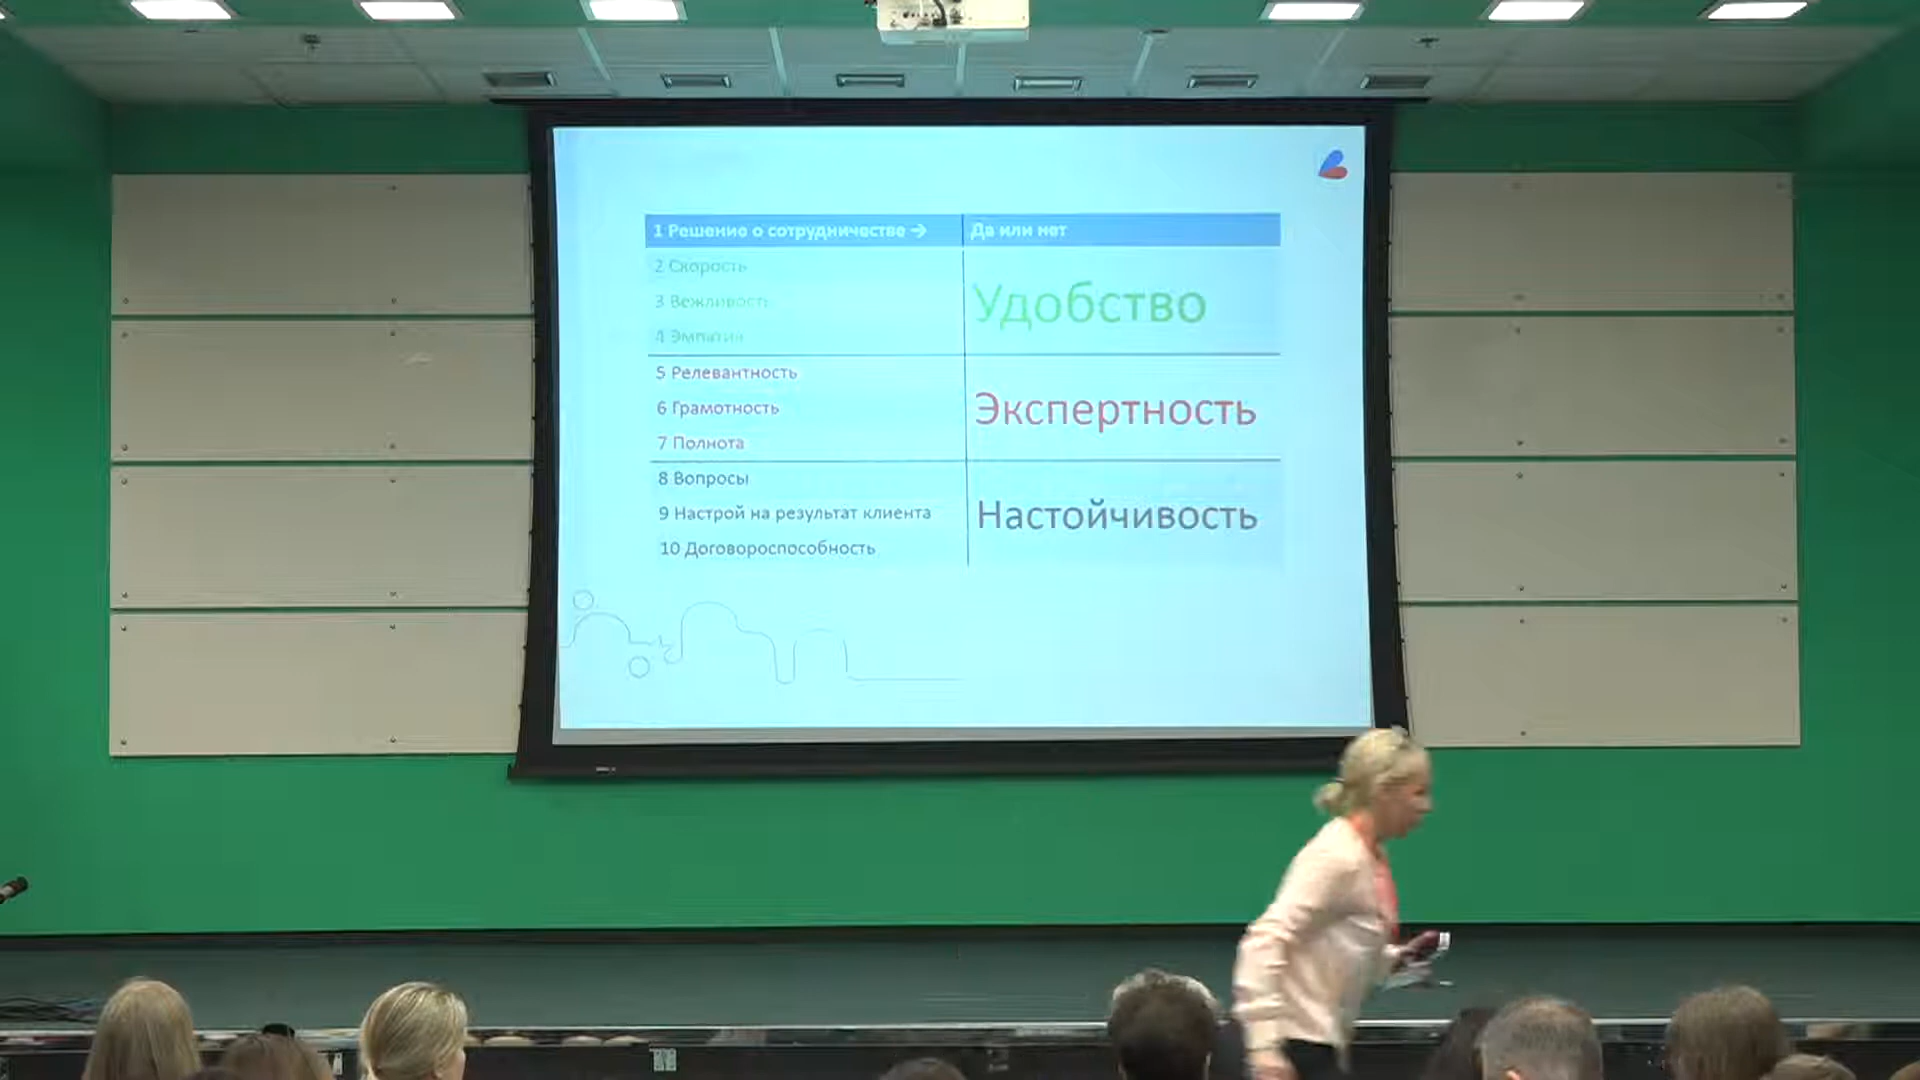 1 Решение о сотрудничестве →
Да или нет
2 Скорость
3 Вежливость
4 Эмпатия
Удобство
5 Релевантность
6 Грамотность
7 Полнота
Экспертность
8 Вопросы
9 Настрой на результат клиента
10 Договороспособность
Настойчивость